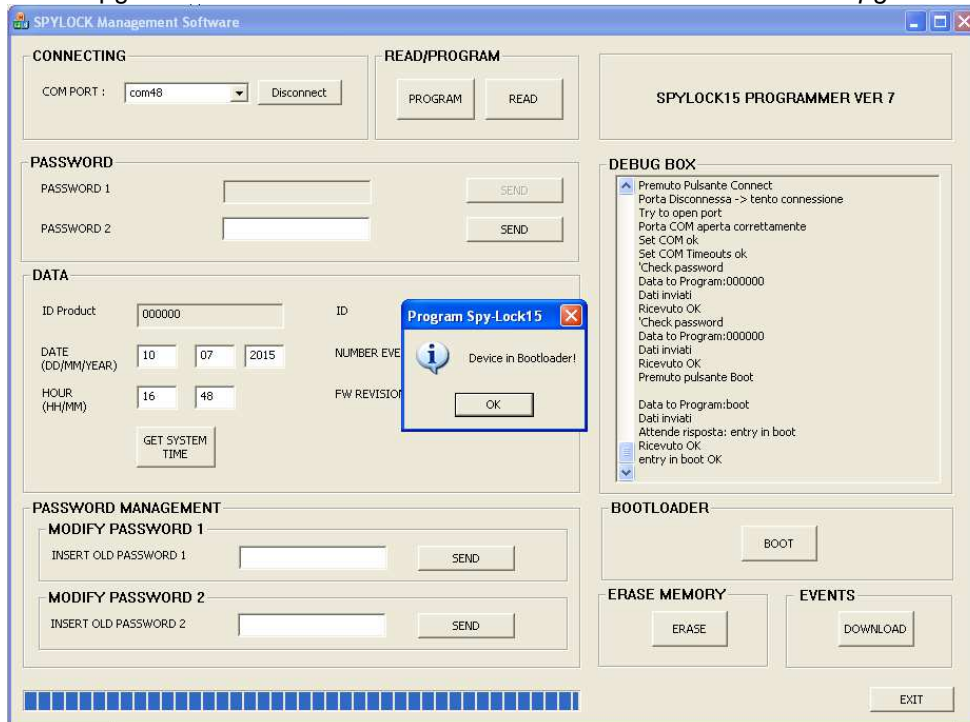 SPYLOCK Management Software
CONNECTING
COM PORT : com48 Disconnect
READ/PROGRAM
PROGRAM READ
SPYLOCK15 PROGRAMMER VER 7
PASSWORD
PASSWORD 1 SEND
PASSWORD 2 SEND
DATA
ID Product 000000 ID
DATE
(DD/MM/YEAR) 10 07 2015 NUMBER EVE
HOUR
(HH/MM) 16 48 FW REVISION
GET SYSTEM
TIME
Program Spy-Lock15
Device in Bootloader!
OK
DEBUG BOX
Premuto Pulsante Connect
Porta Disconnessa -> tento connessione
Try to open port
Porta COM aperta correttamente
Set COM ok
Set COM Timeouts ok
'Check password
Data to Program:000000
Dati inviati
Ricevuto OK
'Check password
Data to Program:000000
Dati inviati
Ricevuto OK
Premuto pulsante Boot
Data to Program:boot
Dati inviati
Attende risposta: entry in boot
Ricevuto OK
entry in boot OK
PASSWORD MANAGEMENT
MODIFY PASSWORD 1
INSERT OLD PASSWORD 1 SEND
MODIFY PASSWORD 2
INSERT OLD PASSWORD 2 SEND
BOOTLOADER
BOOT
ERASE MEMORY
ERASE
EVENTS
DOWNLOAD
EXIT